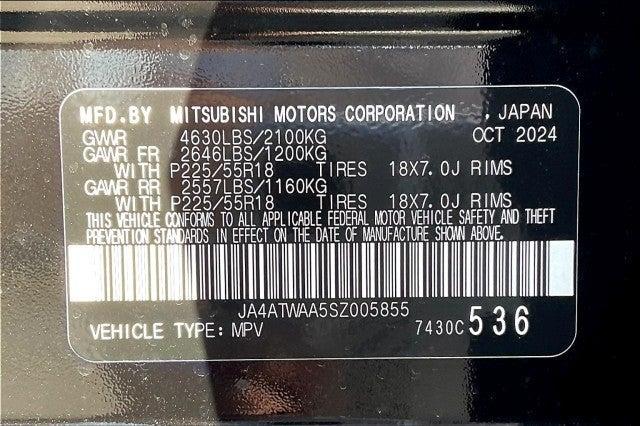 MFD.BY MITSUBISHI MOTORS CORPORATION , JAPAN
GVWR 4630LBS/2100KG OCT 2024
GAWR FR 2646LBS/1200KG
WITH P225/55R18 TIRES 18X7.0J RIMS
GAWR RR 2557LBS/1160KG
WITH P225/55R18 TIRES 18X7.0J RIMS
THIS VEHICLE CONFORMS TO ALL APPLICABLE FEDERAL MOTOR VEHICLE SAFETY AND THEFT
PREVENTION STANDARDS IN EFFECT ON THE DATE OF MANUFACTURE SHOWN ABOVE.
JA4ATWAA5SZ005855
VEHICLE TYPE: MPV 7430C 536